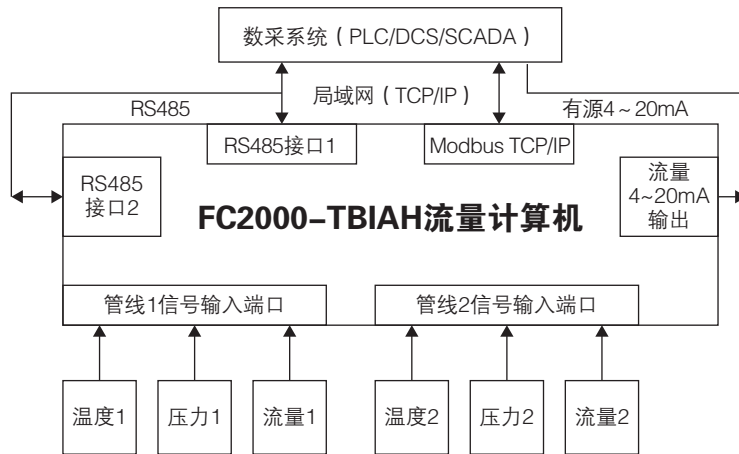 数采系统（PLC/DCS/SCADA）
局域网（TCP/IP）
RS485
有源4～20mA
RS485接口1
Modbus TCP/IP
RS485
接口2
流量
4~20mA
输出
FC2000-TBIAH流量计算机
管线1信号输入端口
管线2信号输入端口
温度1
压力1
流量1
温度2
压力2
流量2